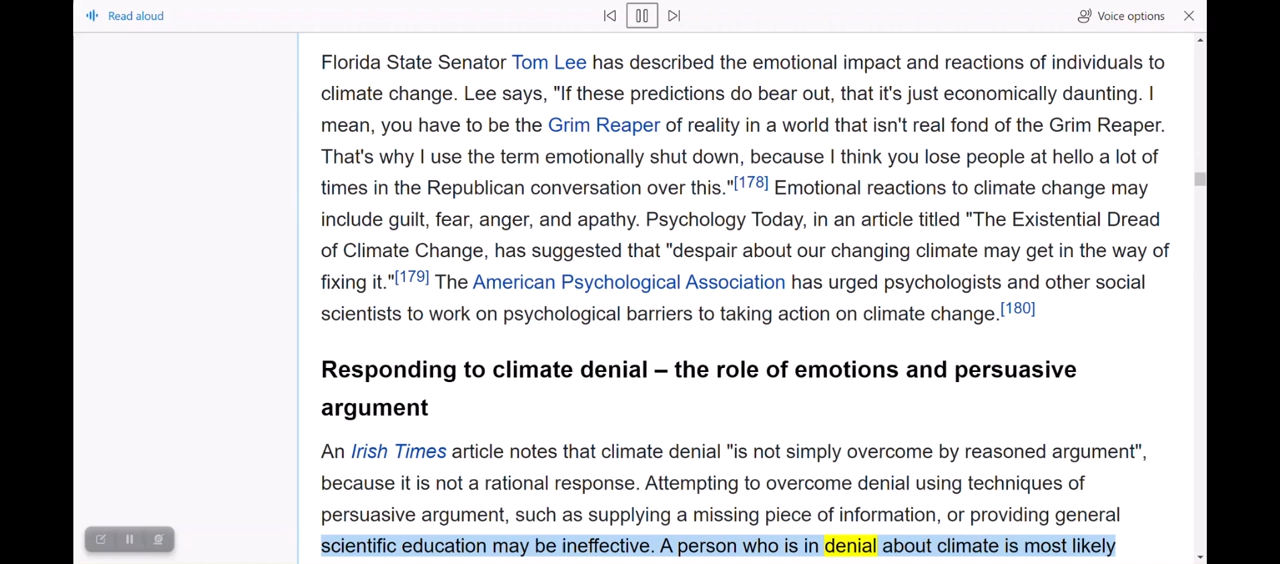 Read aloud
Voice options
Florida State Senator Tom Lee has described the emotional impact and reactions of individuals to
climate change. Lee says, "If these predictions do bear out, that it's just economically daunting. I
mean, you have to be the Grim Reaper of reality in a world that isn't real fond of the Grim Reaper.
That's why I use the term emotionally shut down, because I think you lose people at hello a lot of
times in the Republican conversation over this."[178] Emotional reactions to climate change may
include guilt, fear, anger, and apathy. Psychology Today, in an article titled "The Existential Dread
of Climate Change, has suggested that "despair about our changing climate may get in the way of
fixing it."[179] The American Psychological Association has urged psychologists and other social
scientists to work on psychological barriers to taking action on climate change.[180]
Responding to climate denial – the role of emotions and persuasive
argument
An Irish Times article notes that climate denial "is not simply overcome by reasoned argument",
because it is not a rational response. Attempting to overcome denial using techniques of
persuasive argument, such as supplying a missing piece of information, or providing general
scientific education may be ineffective. A person who is in denial about climate is most likely